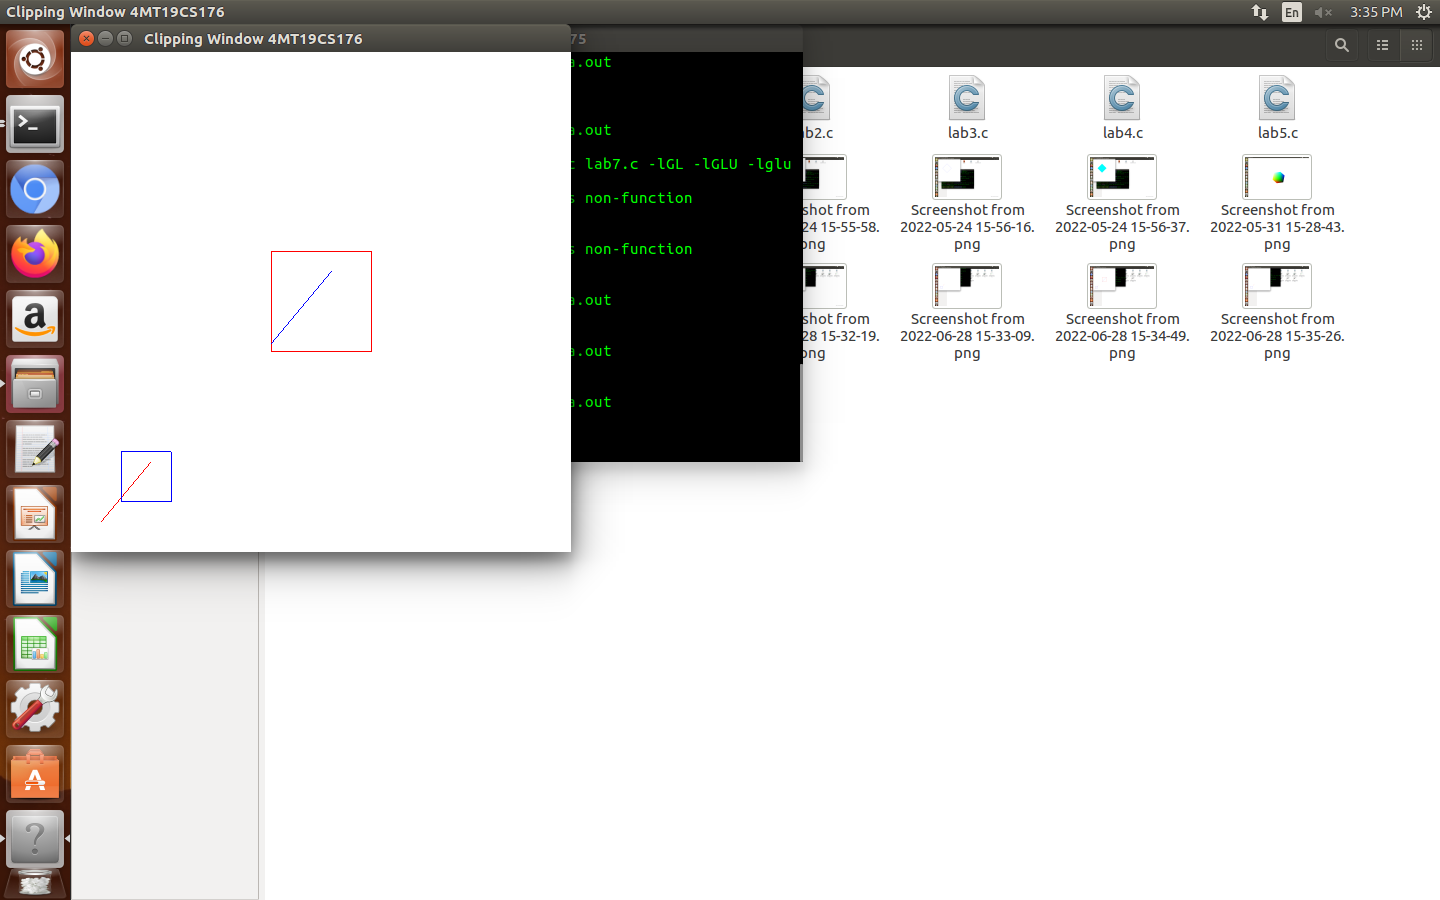 Clipping Window 4MT19CS176
En
3:35 PM
Clipping Window 4MT19CS176
75
a.out
a.out
lab7.c -lGL -lGLU -lglu
s non-function
s non-function
a.out
a.out
a.out
b2.c
lab3.c
lab4.c
lab5.c
shot from
24 15-55-58.
png
Screenshot from
2022-05-24 15-56-16.
png
Screenshot from
2022-05-24 15-56-37.
png
Screenshot from
2022-05-31 15-28-43.
png
shot from
28 15-32-19.
png
Screenshot from
2022-06-28 15-33-09.
png
Screenshot from
2022-06-28 15-34-49.
png
Screenshot from
2022-06-28 15-35-26.
png